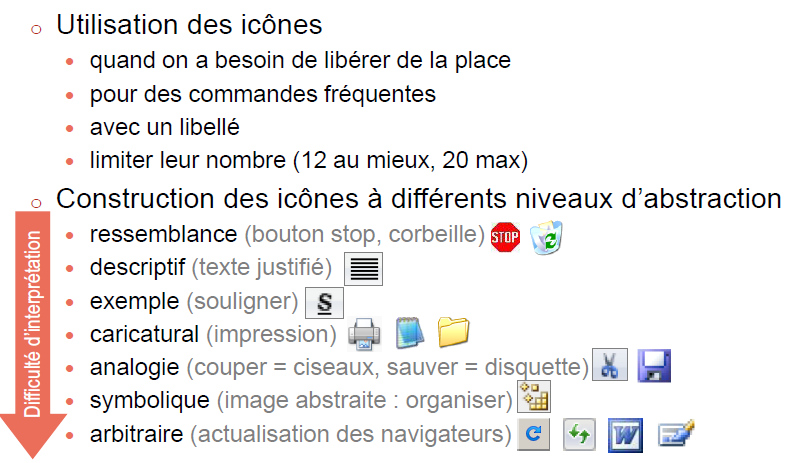 Utilisation des icônes
quand on a besoin de libérer de la place
pour des commandes fréquentes
avec un libellé
limiter leur nombre (12 au mieux, 20 max)
Construction des icônes à différents niveaux d'abstraction
Difficulté d'interprétation
ressemblance (bouton stop, corbeille) STOP
descriptif (texte justifié)
exemple (souligner) S
caricatural (impression)
analogie (couper = ciseaux, sauver = disquette)
symbolique (image abstraite : organiser)
arbitraire (actualisation des navigateurs) W